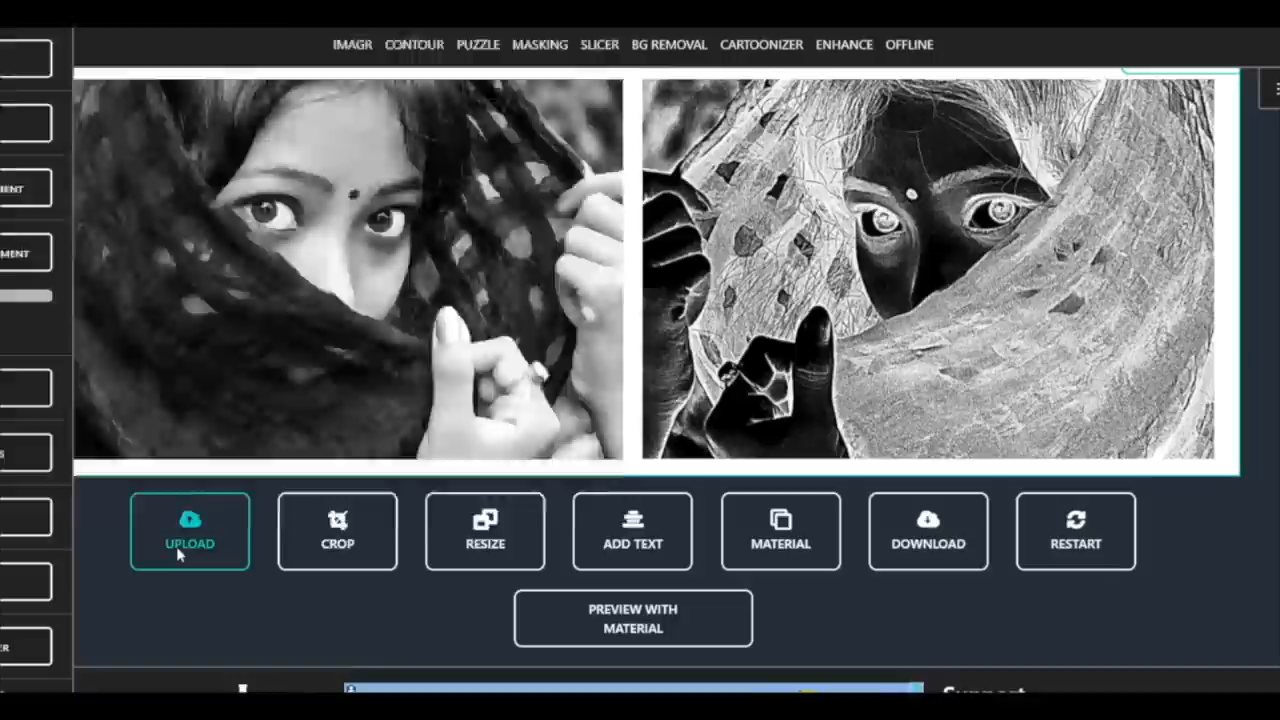 IMAGR CONTOUR PUZZLE MASKING SLICER BG REMOVAL CARTOONIZER ENHANCE OFFLINE
UPLOAD CROP RESIZE ADD TEXT MATERIAL DOWNLOAD RESTART
PREVIEW WITH
MATERIAL